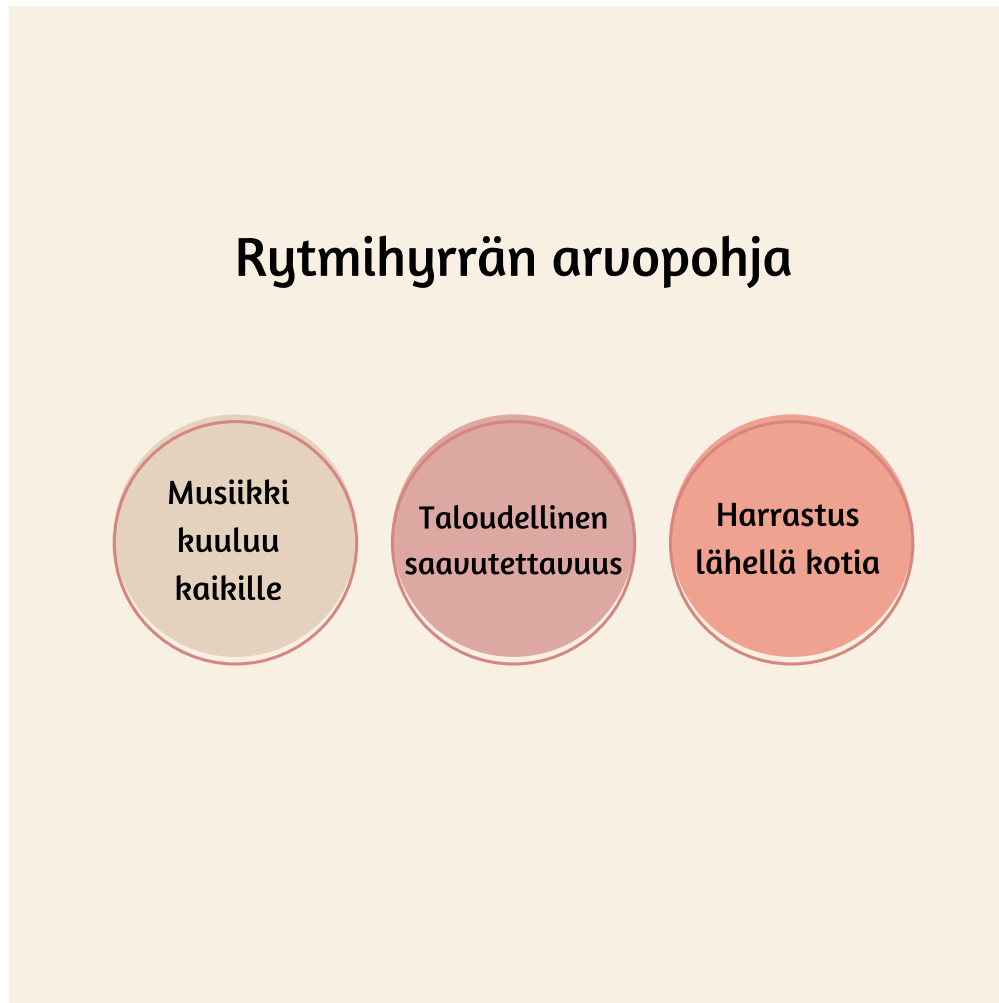 Rytmihyrrän arvopohja
Musiikki
kuuluu
kaikille
Taloudellinen
saavutettavuus
Harrastus
lähellä kotia